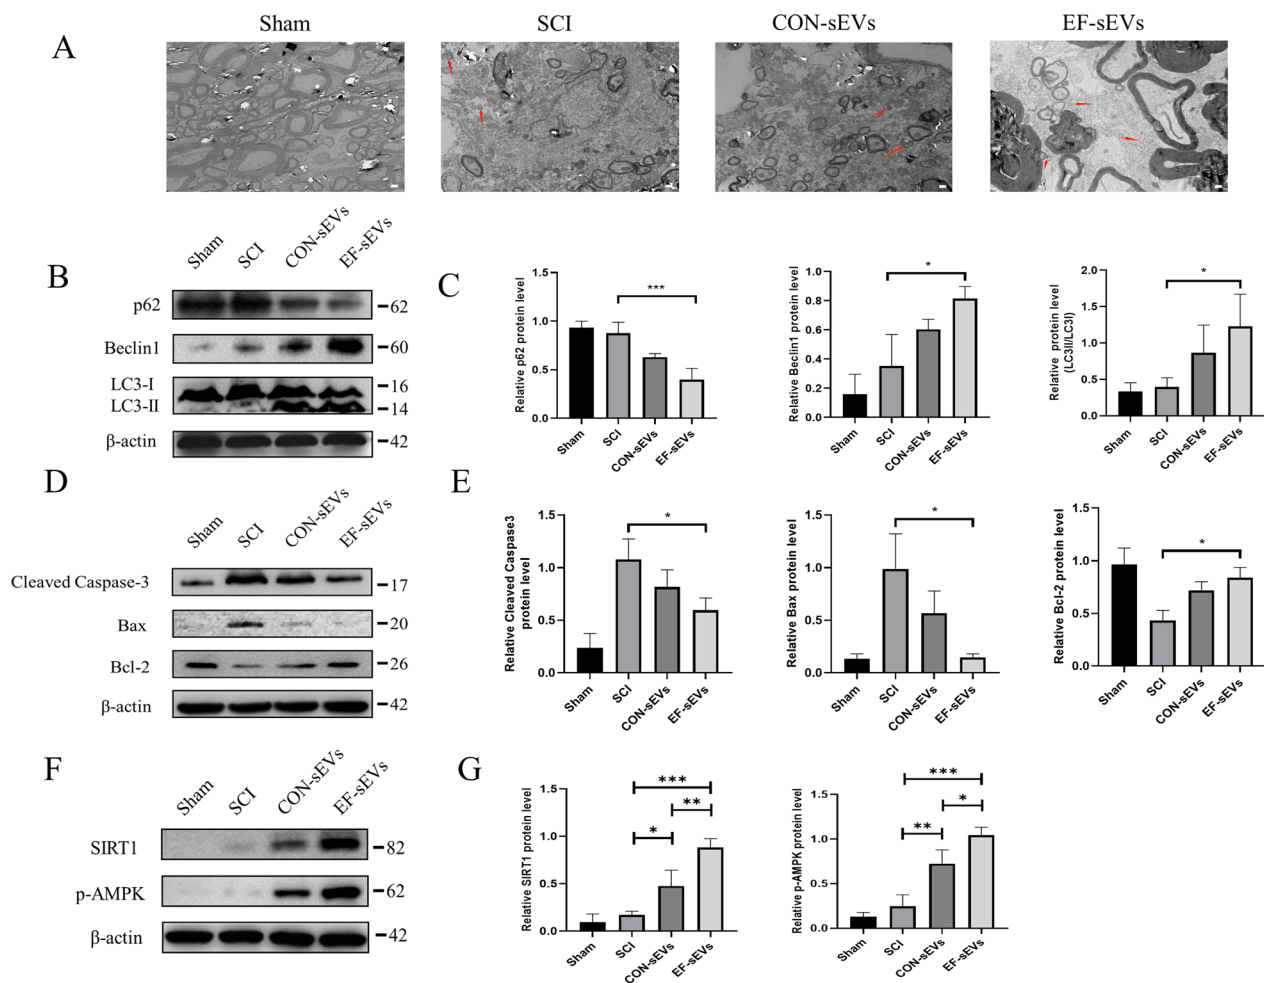 A
Sham
SCI
CON-sEVs
EF-sEVs
B
Sham
SCI
CON-sEVs
EF-sEVs
p62
62
Beclin1
60
LC3-I
16
LC3-II
14
β-actin
42
C
Relative p62 protein level
1.5
1.0
0.5
0.0
***
Sham
SCI
CON-sEVs
EF-sEVs
Relative Beclin1 protein level
1.0
0.8
0.6
0.4
0.2
0.0
*
Sham
SCI
CON-sEVs
EF-sEVs
Relative protein level
(LC3II/LC3I)
2.0
1.5
1.0
0.5
0.0
*
Sham
SCI
CON-sEVs
EF-sEVs
D
Sham
SCI
CON-sEVs
EF-sEVs
Cleaved Caspase-3
17
Bax
20
Bcl-2
26
β-actin
42
E
Relative Cleaved Caspase3
protein level
1.5
1.0
0.5
0.0
*
Sham
SCI
CON-sEVs
EF-sEVs
Relative Bax protein level
1.5
1.0
0.5
0.0
*
Sham
SCI
CON-sEVs
EF-sEVs
Relative Bcl-2 protein level
1.5
1.0
0.5
0.0
*
Sham
SCI
CON-sEVs
EF-sEVs
F
Sham
SCI
CON-sEVs
EF-sEVs
SIRT1
82
p-AMPK
62
β-actin
42
G
Relative SIRT1 protein level
1.5
1.0
0.5
0.0
***
**
*
Sham
SCI
CON-sEVs
EF-sEVs
Relative p-AMPK protein level
1.5
1.0
0.5
0.0
***
*
**
Sham
SCI
CON-sEVs
EF-sEVs